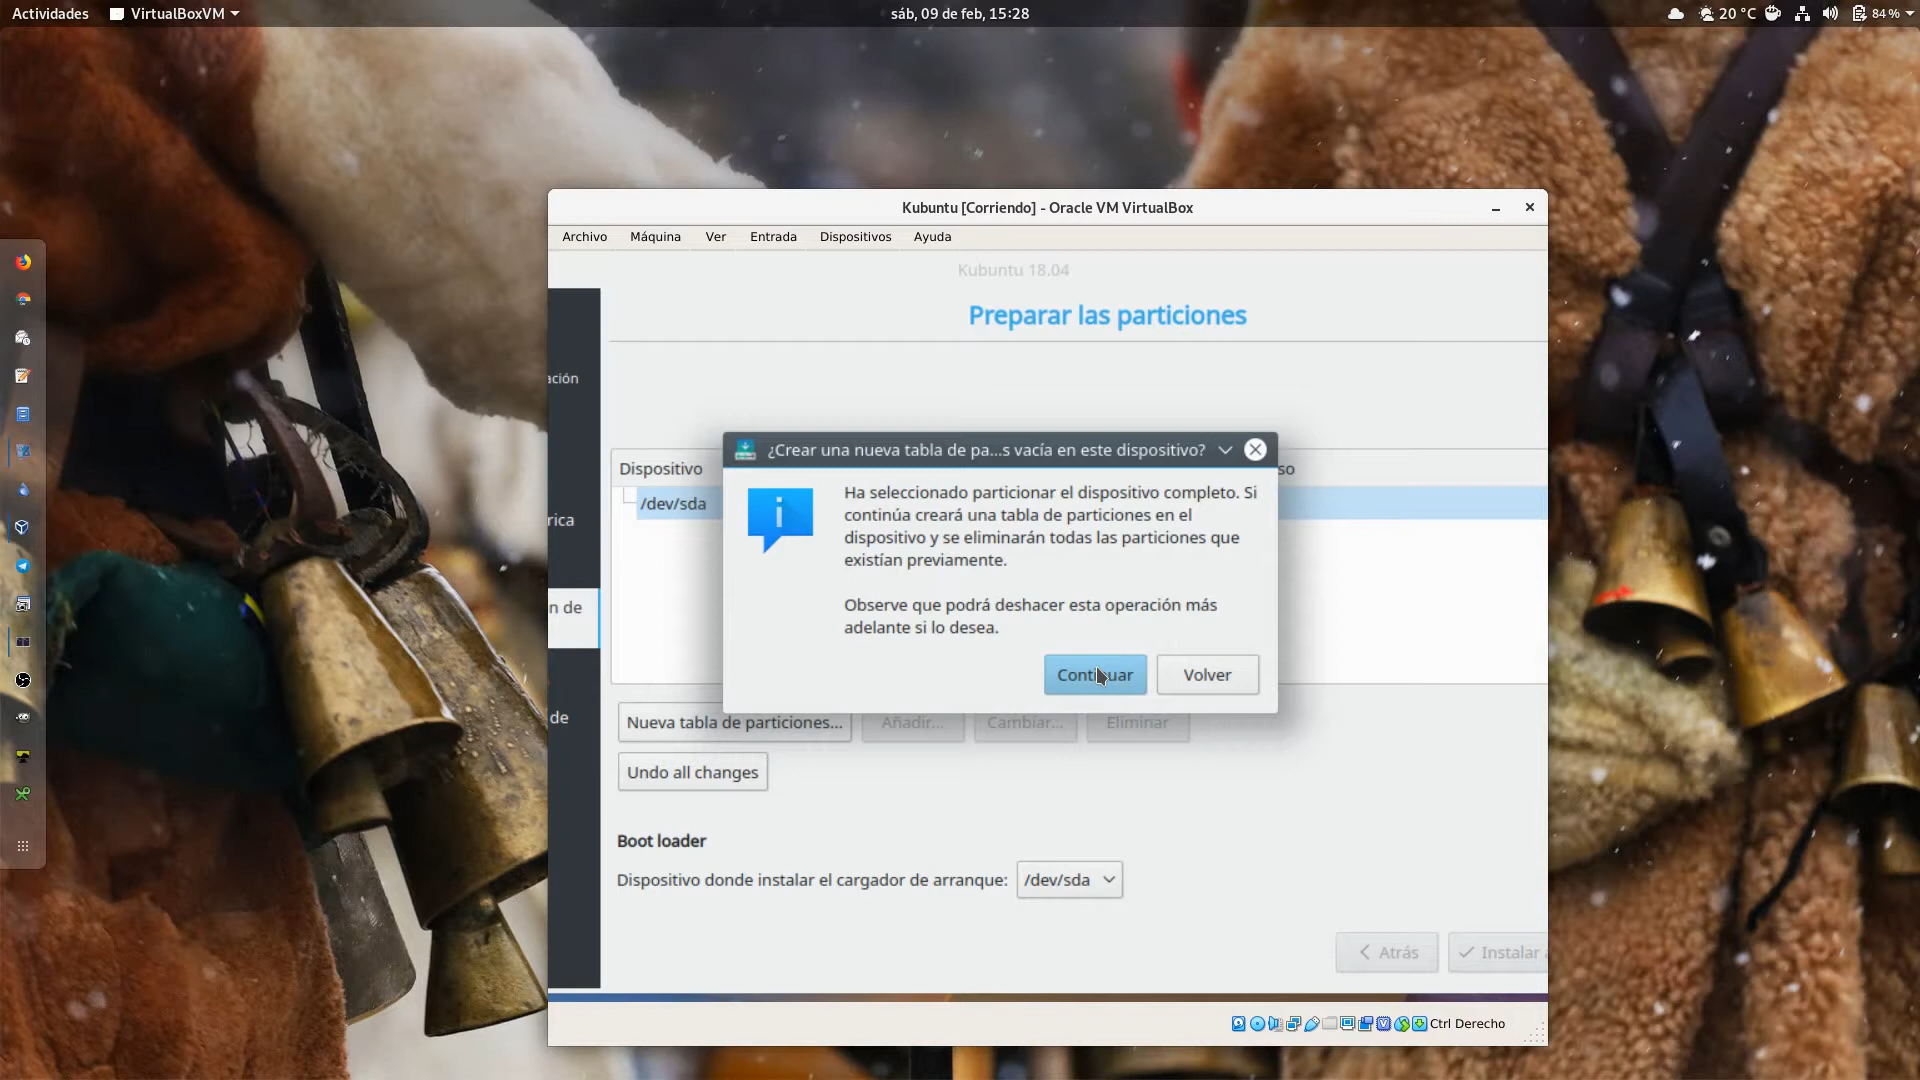 Actividades
VirtualBoxVM
sáb, 09 de feb, 15:28
20 °C
84 %
Kubuntu [Corriendo] - Oracle VM VirtualBox
Archivo
Máquina
Ver
Entrada
Dispositivos
Ayuda
Kubuntu 18.04
Preparar las particiones
ación
rica
n de
de
Dispositivo
so
/dev/sda
¿Crear una nueva tabla de pa...s vacía en este dispositivo?
Ha seleccionado particionar el dispositivo completo. Si
continúa creará una tabla de particiones en el
dispositivo y se eliminarán todas las particiones que
existían previamente.
Observe que podrá deshacer esta operación más
adelante si lo desea.
Continuar
Volver
Nueva tabla de particiones...
Añadir...
Cambiar...
Eliminar
Undo all changes
Boot loader
Dispositivo donde instalar el cargador de arranque:
/dev/sda
Atrás
Instalar a
Ctrl Derecho